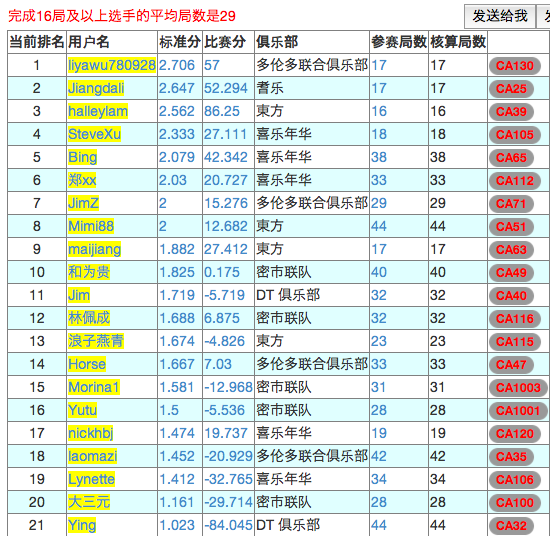 完成16局及以上选手的平均局数是29 发送给我
当前排名 用户名 标准分 比赛分 俱乐部 参赛局数 核算局数
1 liyawu780928 2.706 57 多伦多联合俱乐部 17 17 CA130
2 Jiangdali 2.647 52.294 耆乐 17 17 CA25
3 halleylam 2.562 86.25 東方 16 16 CA39
4 SteveXu 2.333 27.111 喜乐年华 18 18 CA105
5 Bing 2.079 42.342 喜乐年华 38 38 CA65
6 郑xx 2.03 20.727 喜乐年华 33 33 CA112
7 JimZ 2 15.276 多伦多联合俱乐部 29 29 CA71
8 Mimi88 2 12.682 東方 44 44 CA51
9 maijiang 1.882 27.412 東方 17 17 CA63
10 和为贵 1.825 0.175 密市联队 40 40 CA49
11 Jim 1.719 -5.719 DT 俱乐部 32 32 CA40
12 林佩成 1.688 6.875 密市联队 32 32 CA116
13 浪子燕青 1.674 -4.826 東方 23 23 CA115
14 Horse 1.667 7.03 多伦多联合俱乐部 33 33 CA47
15 Morina1 1.581 -12.968 密市联队 31 31 CA1003
16 Yutu 1.5 -5.536 密市联队 28 28 CA1001
17 nickhbj 1.474 19.737 喜乐年华 19 19 CA120
18 laomazi 1.452 -20.929 多伦多联合俱乐部 42 42 CA35
19 Lynette 1.412 -32.765 喜乐年华 34 34 CA106
20 大三元 1.161 -29.714 密市联队 28 28 CA100
21 Ying 1.023 -84.045 DT 俱乐部 44 44 CA32